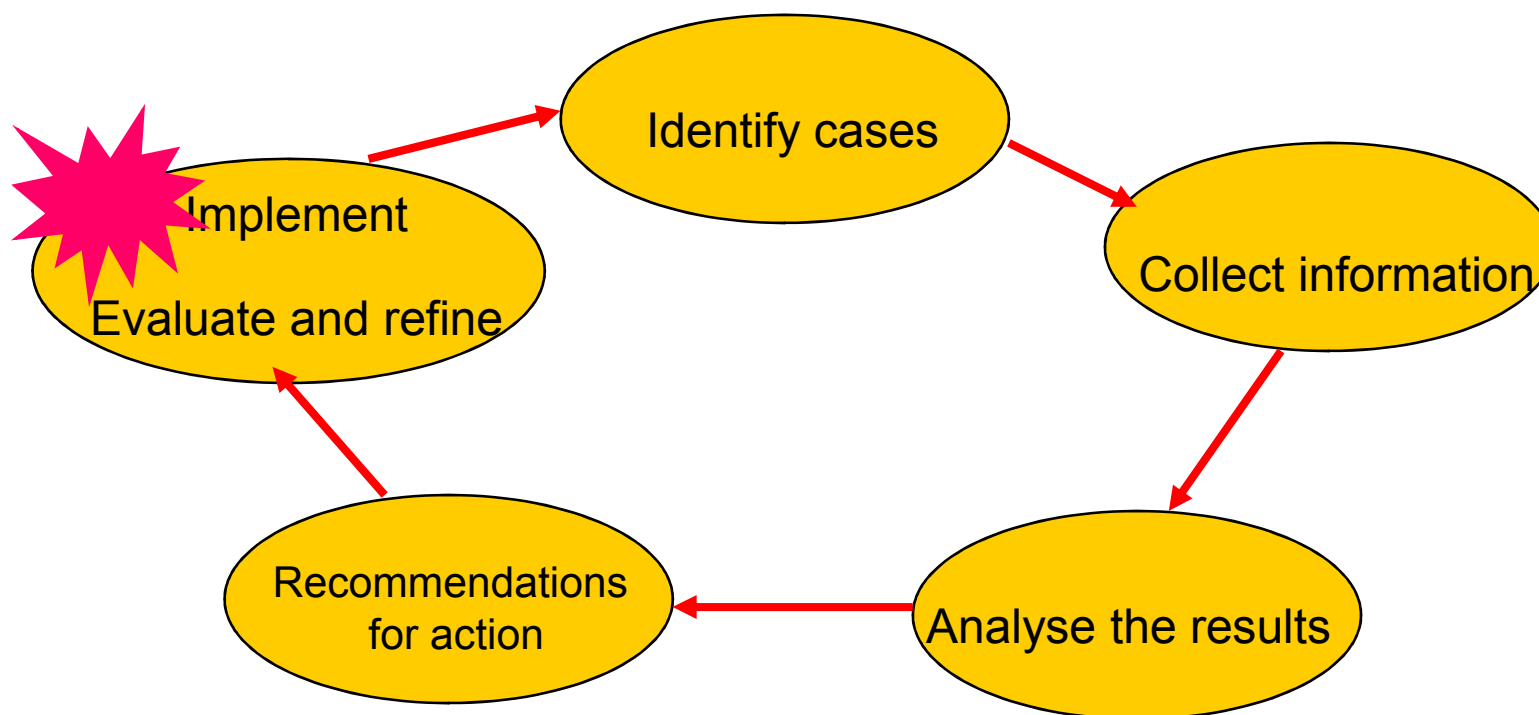 Identify cases
Implement
Evaluate and refine
Collect information
Recommendations
for action
Analyse the results